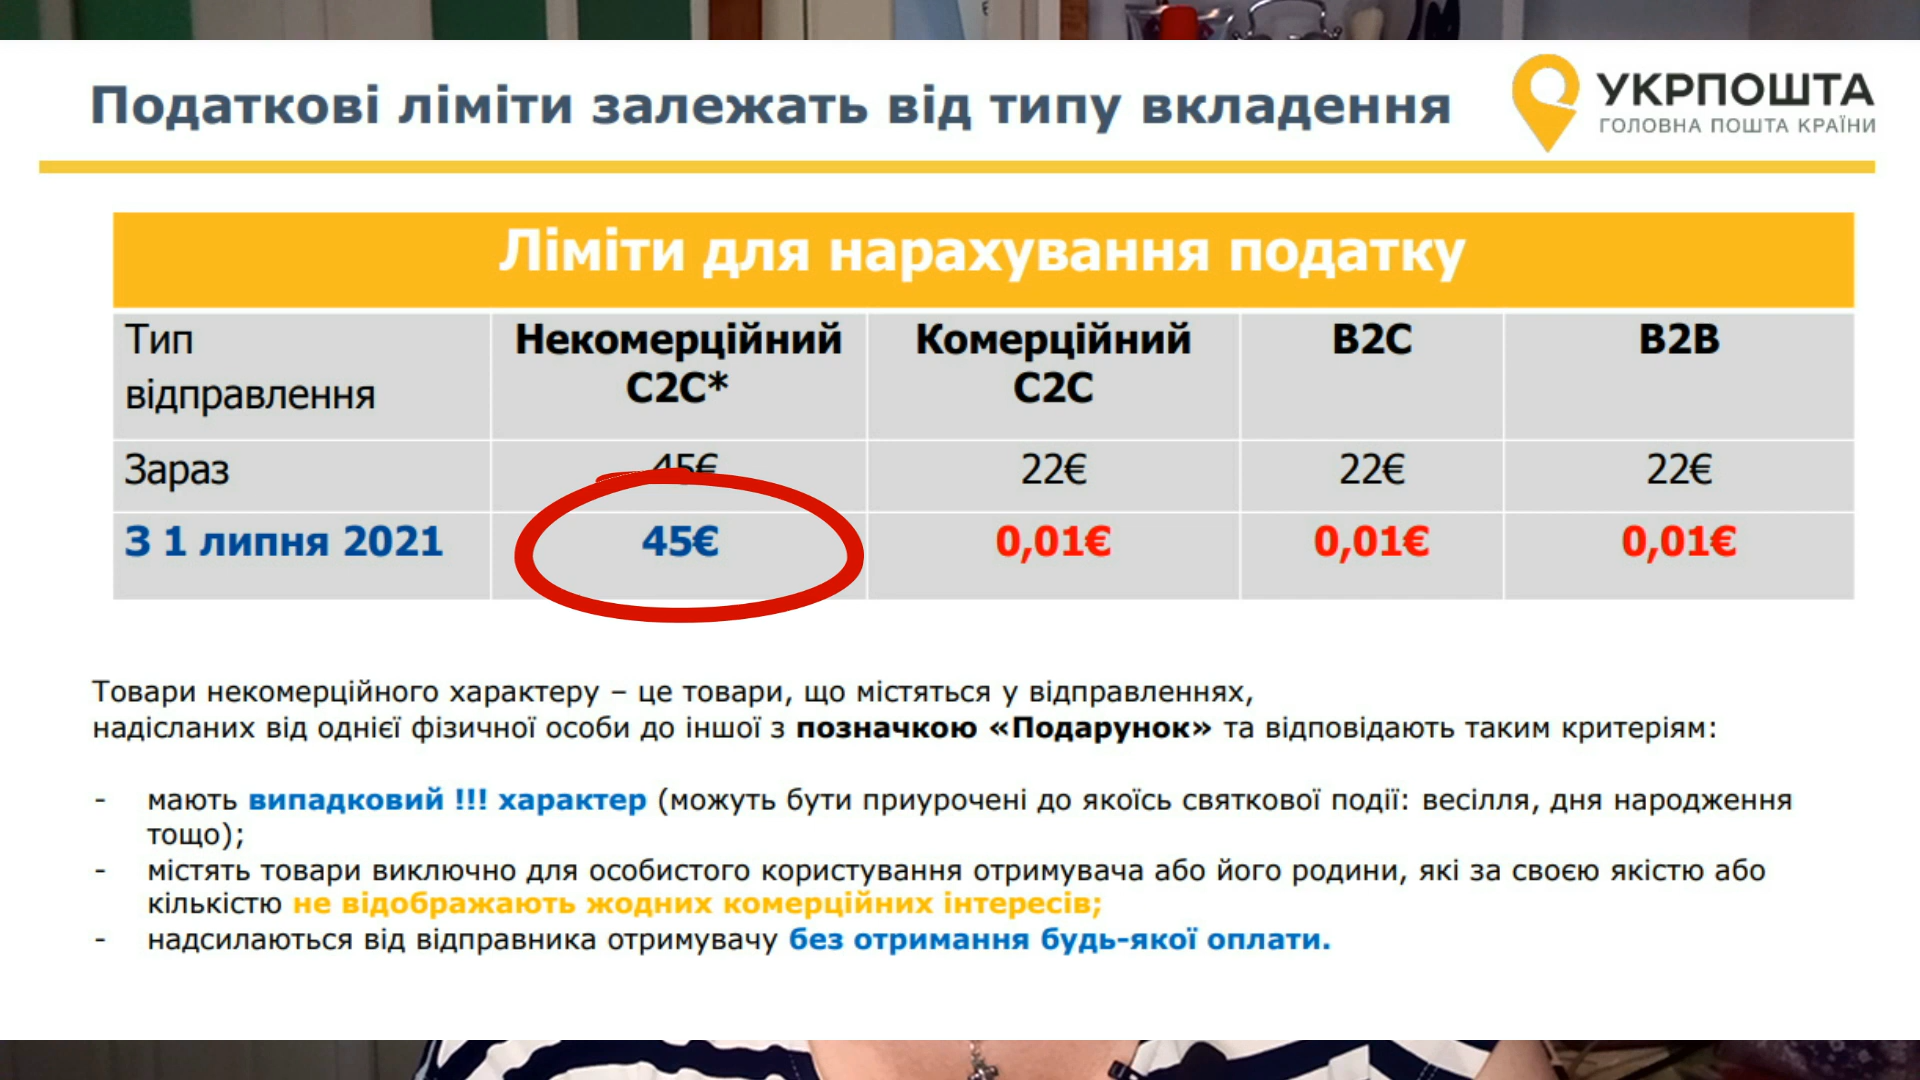 Податкові ліміти залежать від типу вкладення
УКРПОШТА
ГОЛОВНА ПОШТА КРАЇНИ
Ліміти для нарахування податку
Тип відправлення Некомерційний C2C* Комерційний C2C B2C B2B
Зараз 45€ 22€ 22€ 22€
З 1 липня 2021 45€ 0,01€ 0,01€ 0,01€
Товари некомерційного характеру – це товари, що містяться у відправленнях,
надісланих від однієї фізичної особи до іншої з позначкою «Подарунок» та відповідають таким критеріям:
- мають випадковий !!! характер (можуть бути приурочені до якоїсь святкової події: весілля, дня народження
тощо);
- містять товари виключно для особистого користування отримувача або його родини, які за своєю якістю або
кількістю не відображають жодних комерційних інтересів;
- надсилаються від відправника отримувачу без отримання будь-якої оплати.